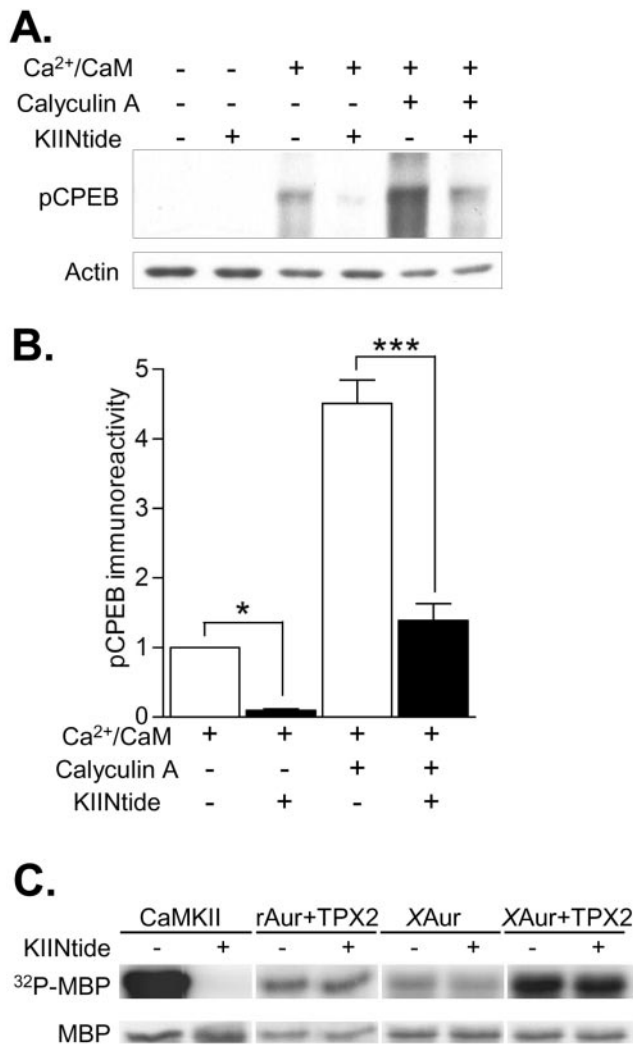 A.
Ca²⁺/CaM - - + + + +
Calyculin A - - - - + +
KIINtide - + - + - +
pCPEB
Actin
B.
***
5
4
3
2
1
0
pCPEB immunoreactivity
*
Ca²⁺/CaM + + + +
Calyculin A - - + +
KIINtide - + - +
C.
CaMKII rAur+TPX2 XAur XAur+TPX2
KIINtide - + - + - + - +
³²P-MBP
MBP